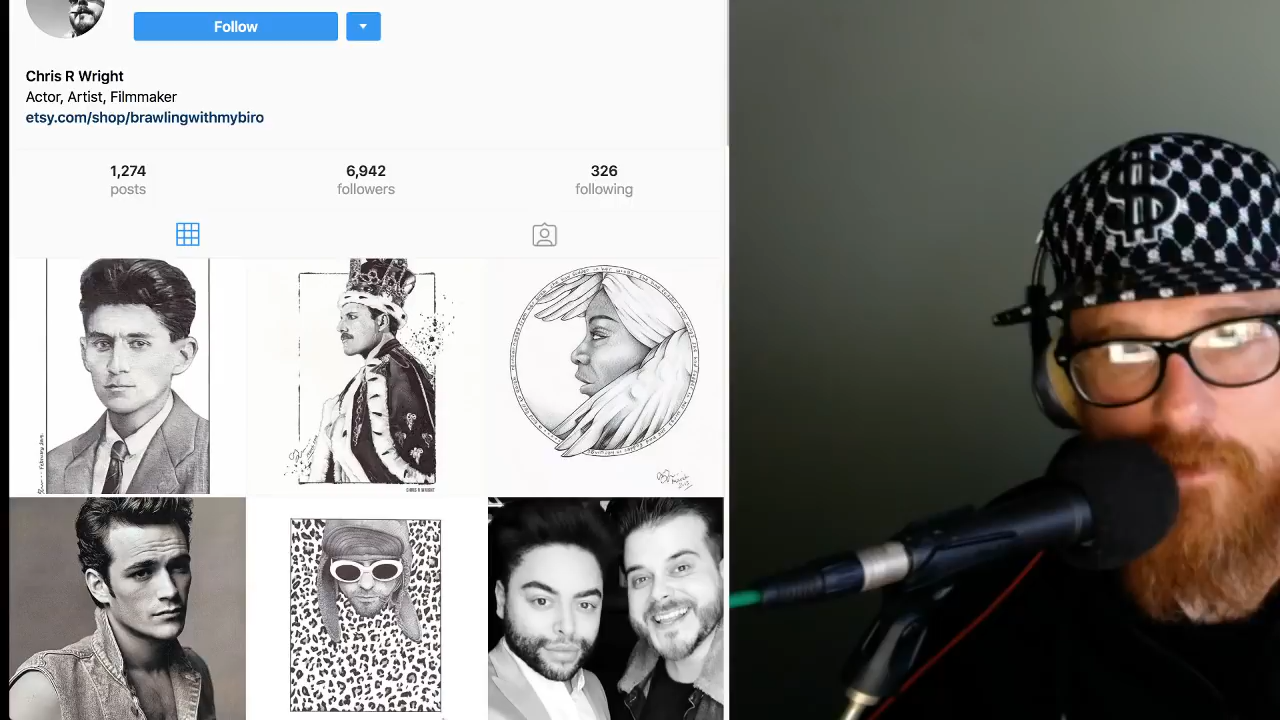 Follow
Chris R Wright
Actor, Artist, Filmmaker
etsy.com/shop/brawlingwithmybiro
1,274
posts
6,942
followers
326
following
CHRIS R WRIGHT
$